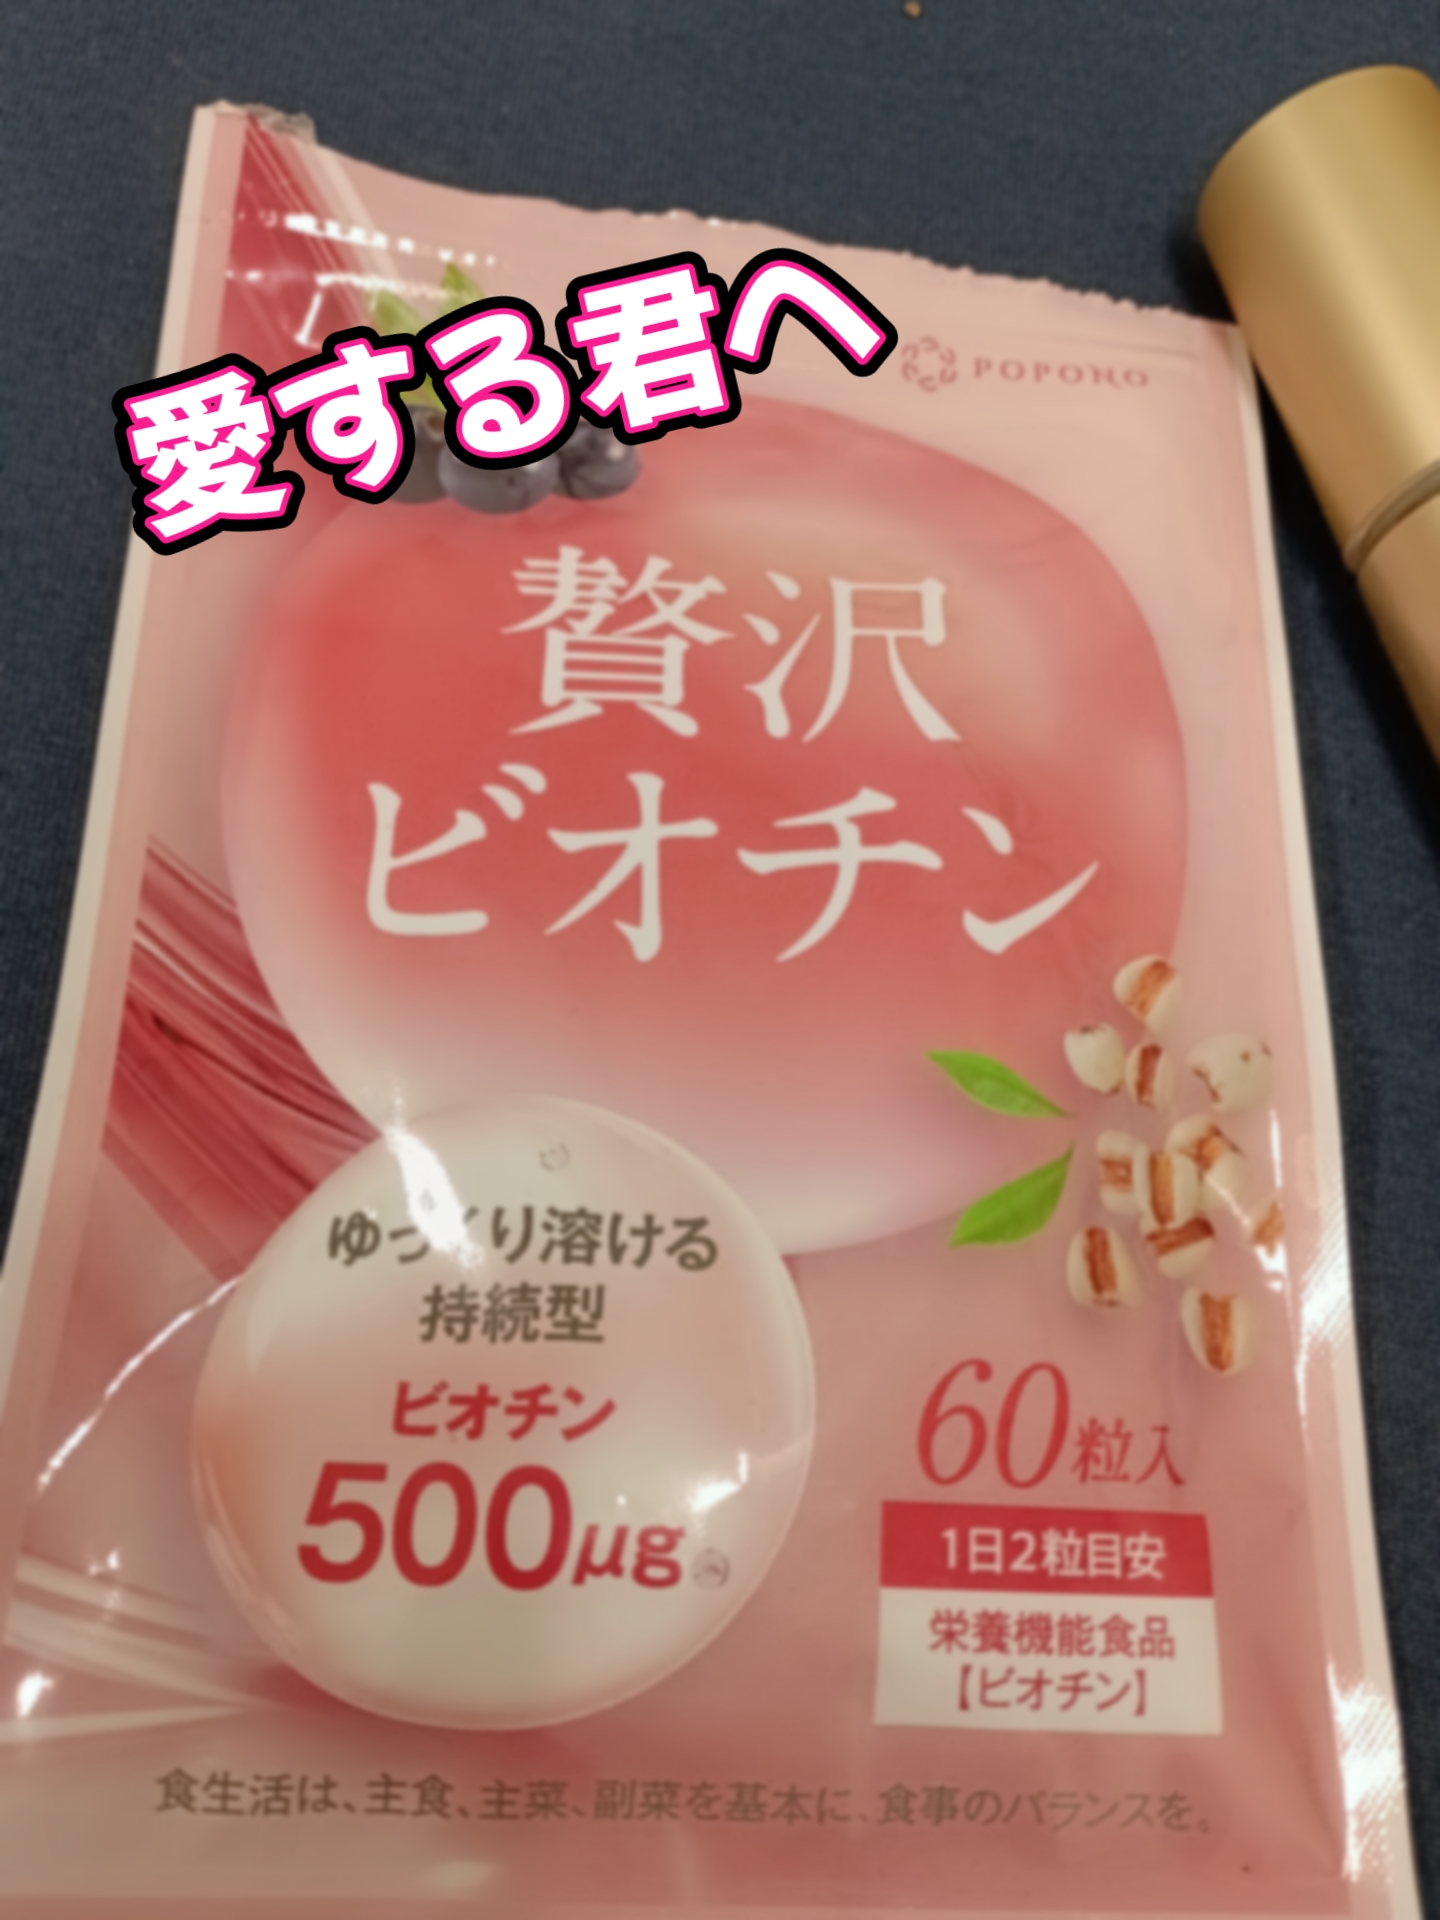 愛する君へ
POPONO
贅沢
ビオチン
ゆっくり溶ける
持続型
ビオチン
500μg
60粒入
1日2粒目安
栄養機能食品
【ビオチン】
食生活は、主食、主菜、副菜を基本に、食事のバランスを。